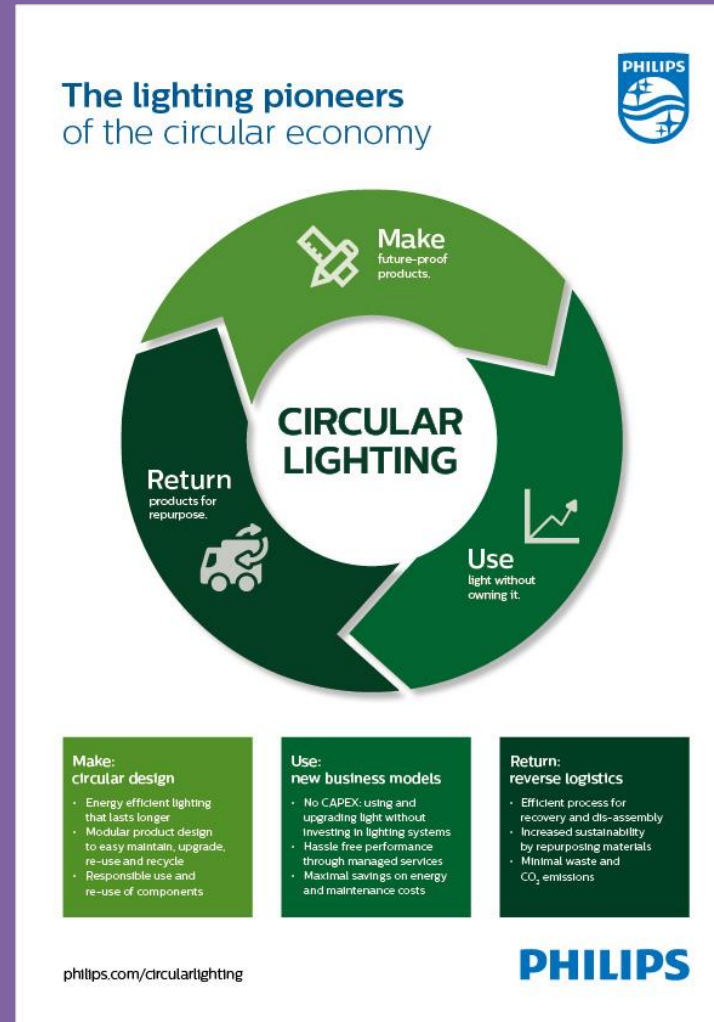 PHILIPS
The lighting pioneers
of the circular economy
Make
future-proof
products.
CIRCULAR
LIGHTING
Return
products for
repurpose.
Use
light without
owning it.
Make:
circular design
• Energy efficient lighting
that lasts longer
• Modular product design
to easy maintain, upgrade,
re-use and recycle
• Responsible use and
re-use of components
Use:
new business models
• No CAPEX: using and
upgrading light without
investing in lighting systems
• Hassle free performance
through managed services
• Maximal savings on energy
and maintenance costs
Return:
reverse logistics
• Efficient process for
recovery and dis-assembly
• Increased sustainability
by repurposing materials
• Minimal waste and
CO₂ emissions
philips.com/circularlighting
PHILIPS